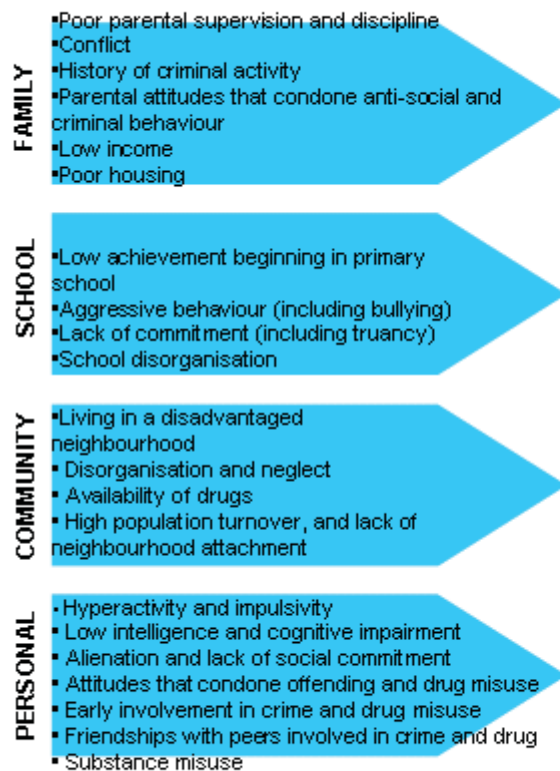 FAMILY
▪Poor parental supervision and discipline
▪Conflict
▪History of criminal activity
▪Parental attitudes that condone anti-social and
criminal behaviour
▪Low income
▪Poor housing
SCHOOL
▪Low achievement beginning in primary
school
▪Aggressive behaviour (including bullying)
▪Lack of commitment (including truancy)
▪School disorganisation
COMMUNITY
▪Living in a disadvantaged
neighbourhood
▪ Disorganisation and neglect
▪ Availability of drugs
▪ High population turnover, and lack of
neighbourhood attachment
PERSONAL
▪ Hyperactivity and impulsivity
▪ Low intelligence and cognitive impairment
▪ Alienation and lack of social commitment
▪ Attitudes that condone offending and drug misuse
▪ Early involvement in crime and drug misuse
▪ Friendships with peers involved in crime and drug
▪ Substance misuse